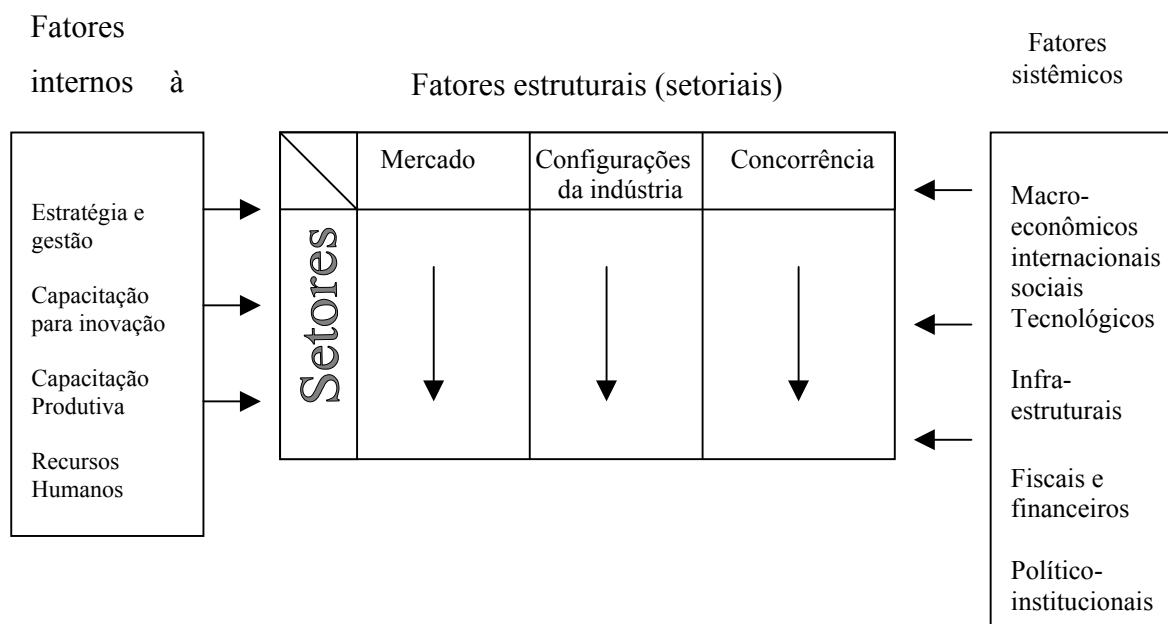 Fatores
internos à
Fatores estruturais (setoriais)
Fatores
sistêmicos
Estratégia e
gestão
Capacitação
para inovação
Capacitação
Produtiva
Recursos
Humanos
Mercado
Configurações
da indústria
Concorrência
Setores
Macro-
econômicos
internacionais
sociais
Tecnológicos
Infra-
estruturais
Fiscais e
financeiros
Político-
institucionais